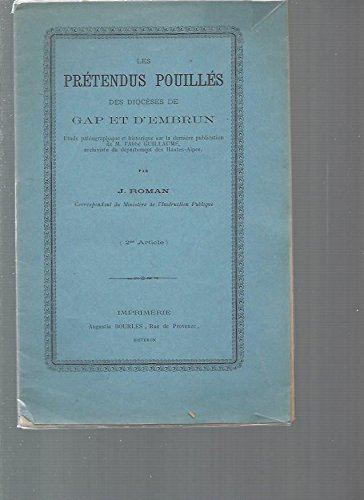 LES
PRÉTENDUS POUILLÉS
DES DIOCÈSES DE
GAP ET D'EMBRUN
Etude paléographique et historique sur la dernière publication
de M. l'abbé GUILLAUME,
archiviste du département des Hautes-Alpes,
PAR
J. ROMAN
Correspondant du Ministère de l'Instruction Publique
(2me Article)
IMPRIMERIE
Augustin BOURLES, Rue de Provence,
SISTERON